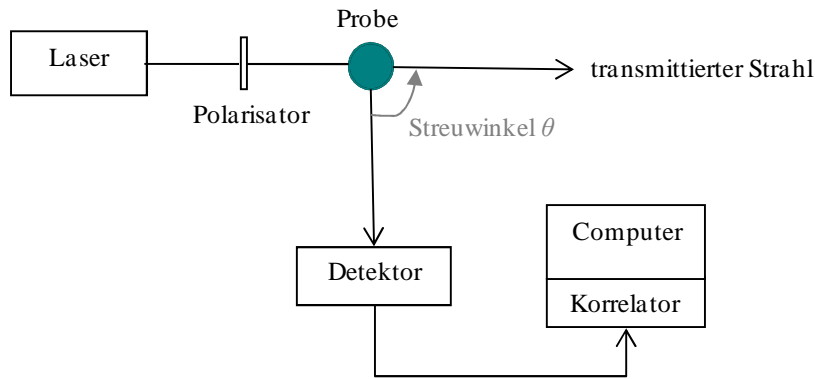 Probe
Laser
transmittierter Strahl
Polarisator
Streuwinkel θ
Computer
Detektor
Korrelator